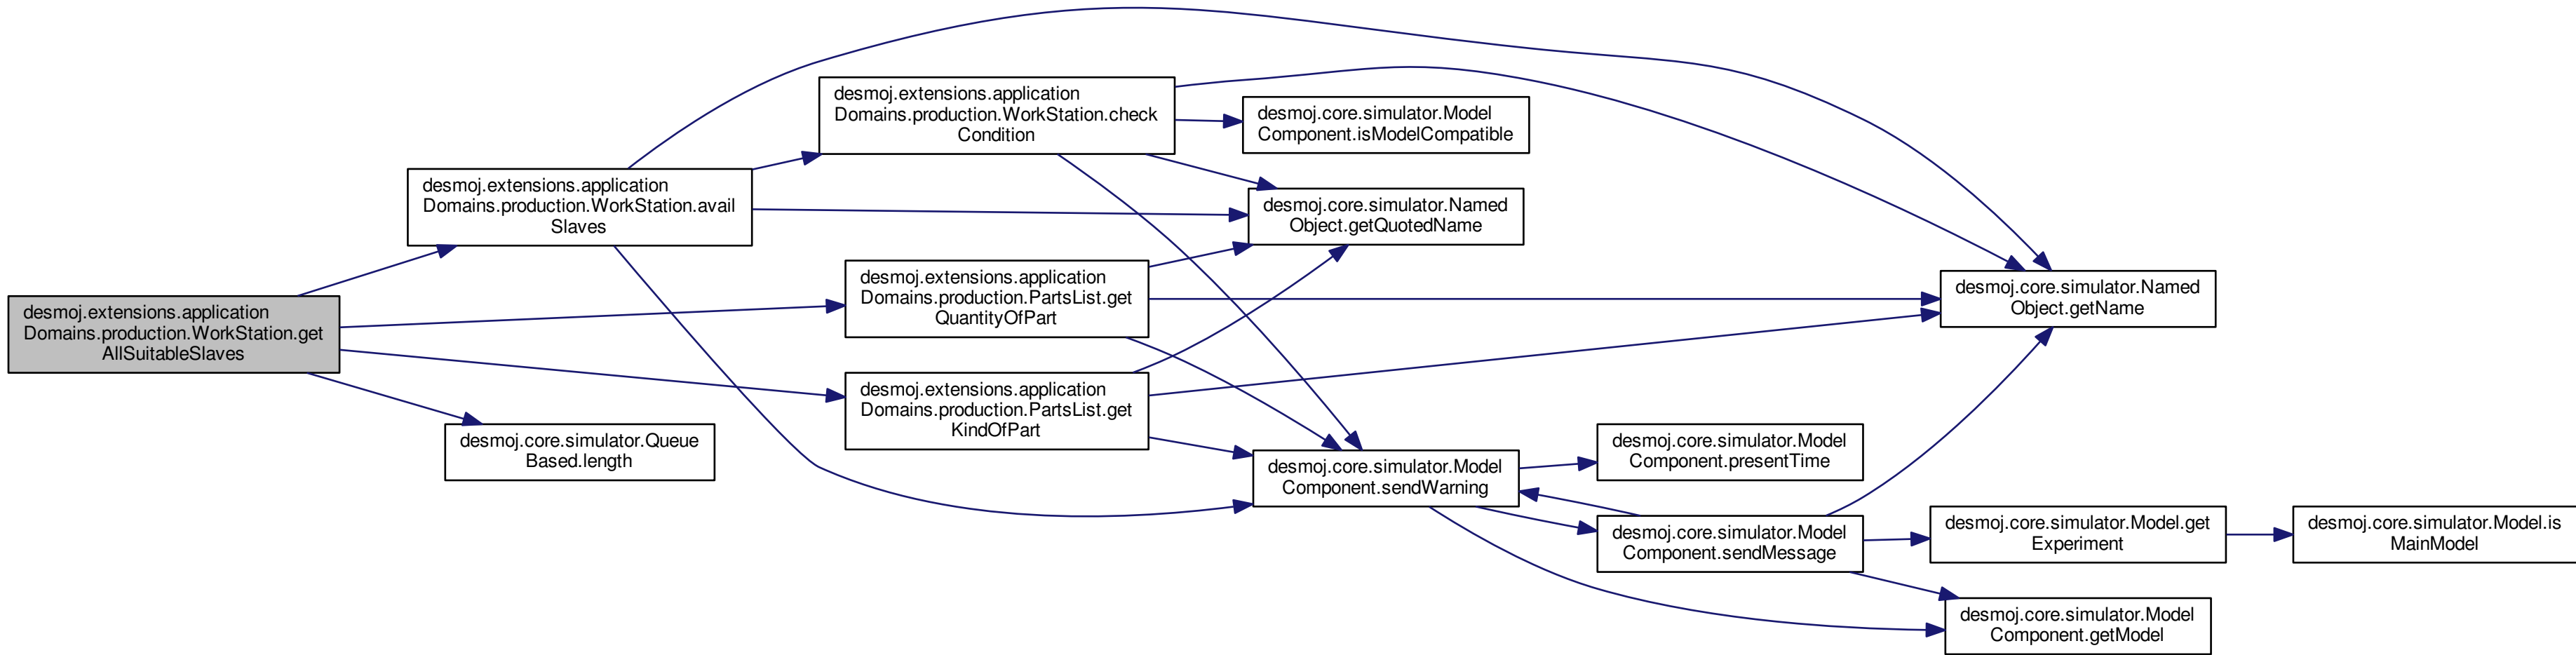 desmoj.extensions.application
Domains.production.WorkStation.get
AllSuitableSlaves
desmoj.extensions.application
Domains.production.WorkStation.avail
Slaves
desmoj.core.simulator.Queue
Based.length
desmoj.extensions.application
Domains.production.WorkStation.check
Condition
desmoj.extensions.application
Domains.production.PartsList.get
QuantityOfPart
desmoj.extensions.application
Domains.production.PartsList.get
KindOfPart
desmoj.core.simulator.Model
Component.isModelCompatible
desmoj.core.simulator.Named
Object.getQuotedName
desmoj.core.simulator.Model
Component.sendWarning
desmoj.core.simulator.Model
Component.presentTime
desmoj.core.simulator.Model
Component.sendMessage
desmoj.core.simulator.Named
Object.getName
desmoj.core.simulator.Model.get
Experiment
desmoj.core.simulator.Model
Component.getModel
desmoj.core.simulator.Model.is
MainModel